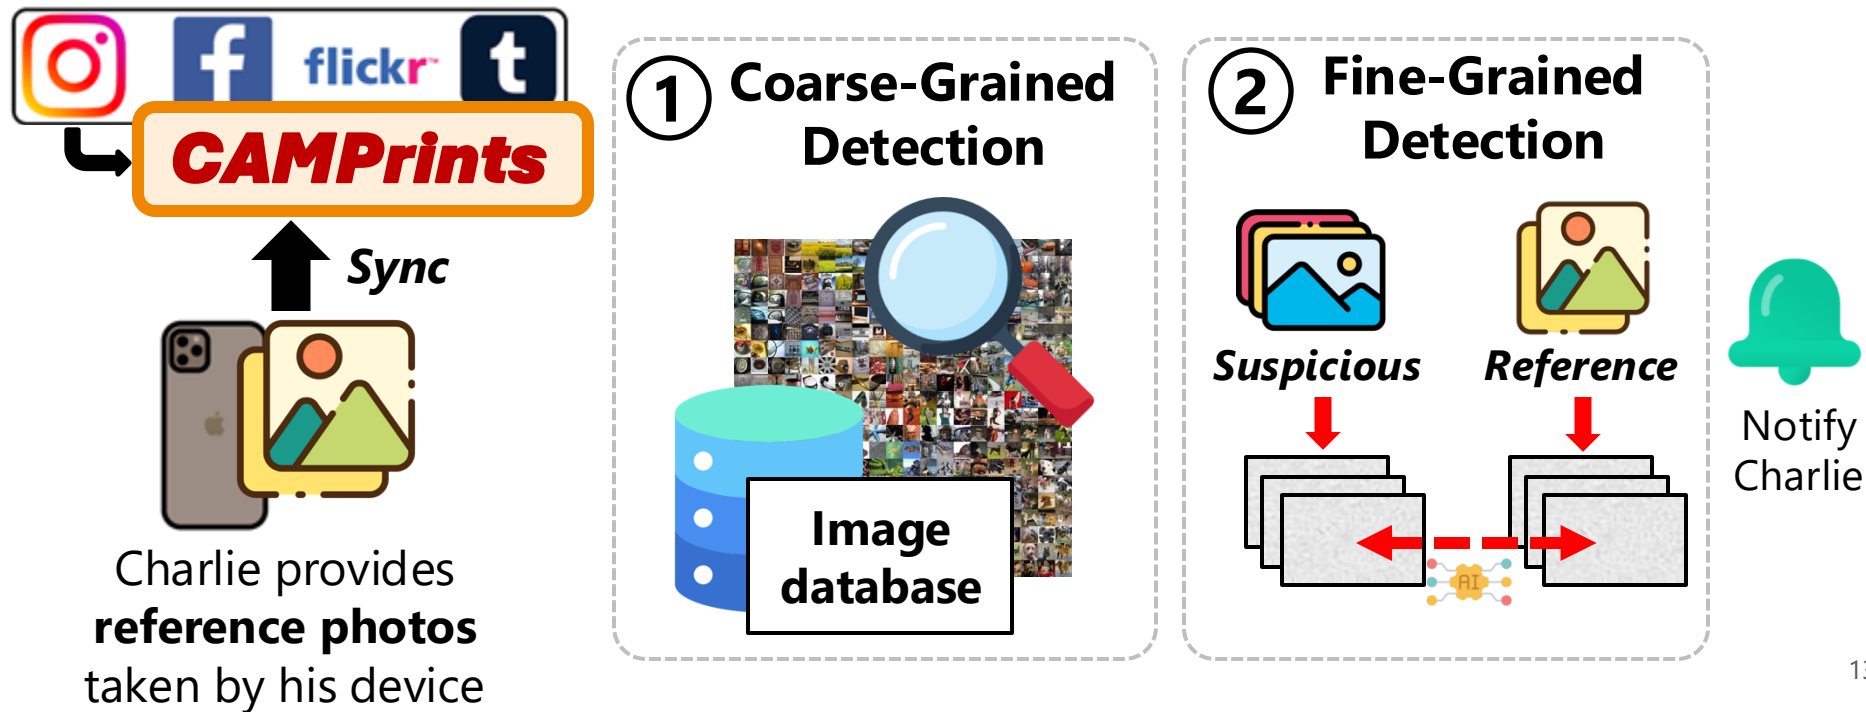 f
flickr
t
CAMPrints
Sync
Charlie provides
reference photos
taken by his device
1
Coarse-Grained
Detection
Image
database
2
Fine-Grained
Detection
Suspicious
Reference
AI
Notify
Charlie